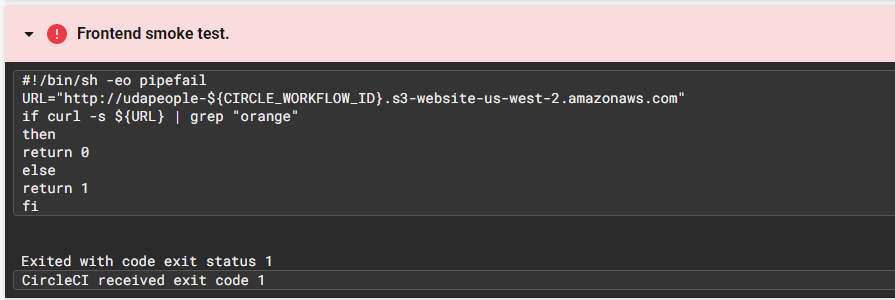 Frontend smoke test.
#!/bin/sh -eo pipefail
URL="http://udapeople-${CIRCLE_WORKFLOW_ID}.s3-website-us-west-2.amazonaws.com"
if curl -s ${URL} | grep "orange"
then
return 0
else
return 1
fi
Exited with code exit status 1
CircleCI received exit code 1